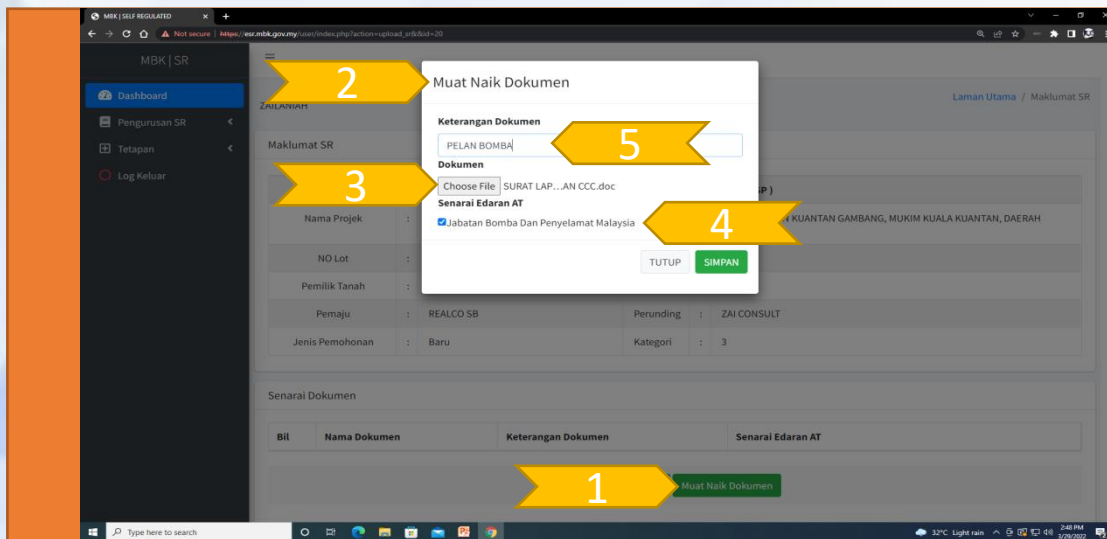 MBK | SELF REGULATED
Not secure | https://esr.mbk.gov.my/user/index.php?action=upload_sr&id=20
MBK | SR
Dashboard
Pengurusan SR
Tetapan
Log Keluar
ZAILANIAH
Laman Utama / Maklumat SR
Maklumat SR
2
Muat Naik Dokumen
Keterangan Dokumen
PELAN BOMBA
5
Dokumen
3
Choose File SURAT LAP...AN CCC.doc
Senarai Edaran AT
Jabatan Bomba Dan Penyelamat Malaysia
4
TUTUP SIMPAN
SP )
Nama Projek : KUANTAN GAMBANG, MUKIM KUALA KUANTAN, DAERAH
NO Lot :
Pemilik Tanah :
Pemaju : REALCO SB Perunding : ZAI CONSULT
Jenis Pemohonan : Baru Kategori : 3
Senarai Dokumen
Bil Nama Dokumen Keterangan Dokumen Senarai Edaran AT
1
Muat Naik Dokumen
Type here to search
32°C Light rain
2:48 PM
3/29/2022